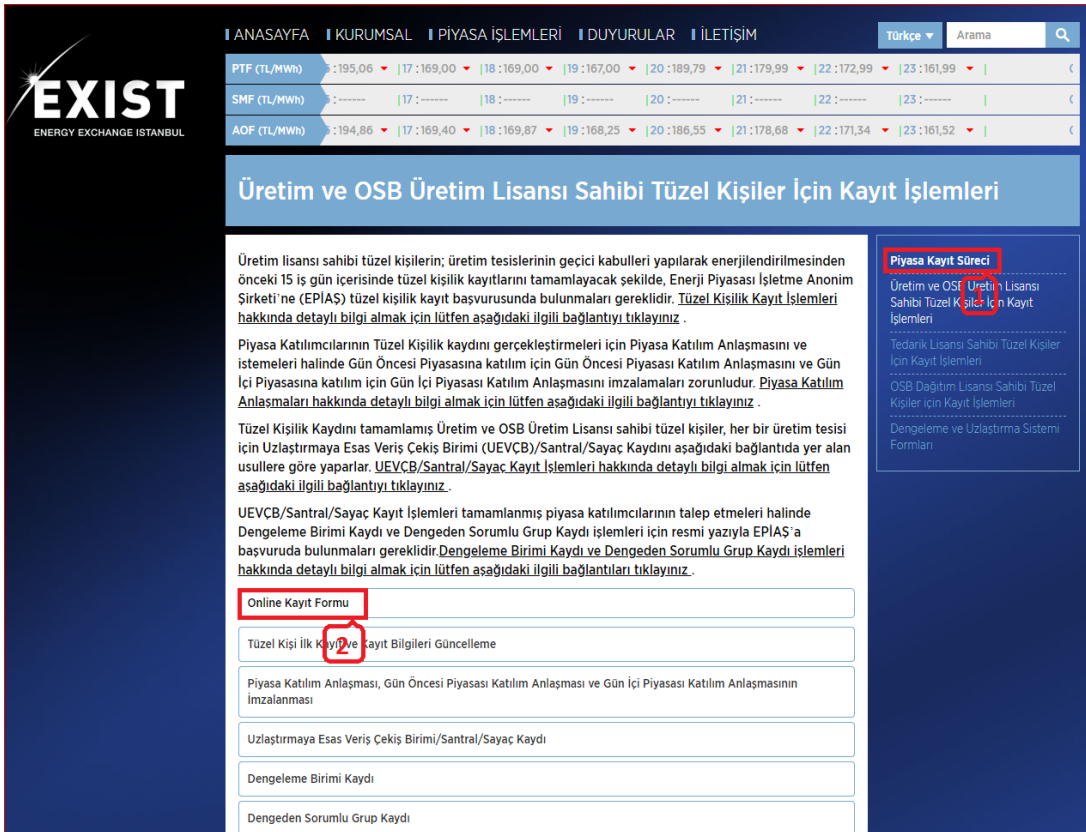 ANASAYFA KURUMSAL PİYASA İŞLEMLERİ DUYURULAR İLETİŞİM Türkçe Arama
EXIST
ENERGY EXCHANGE ISTANBUL
PTF (TL/MWh) :195,06 |17 :169,00 |18 :169,00 |19 :167,00 |20 :189,79 |21 :179,99 |22 :172,99 |23 :161,99 |
SMF (TL/MWh) :------ |17 :------ |18 :------ |19 :------ |20 :------ |21 :------ |22 :------ |23 :------ |
AOF (TL/MWh) :194,86 |17 :169,40 |18 :169,87 |19 :168,25 |20 :186,55 |21 :178,68 |22 :171,34 |23 :161,52 |
Üretim ve OSB Üretim Lisansı Sahibi Tüzel Kişiler İçin Kayıt İşlemleri
Üretim lisansı sahibi tüzel kişilerin; üretim tesislerinin geçici kabulleri yapılarak enerjilendirilmesinden
önceki 15 iş gün içerisinde tüzel kişilik kayıtlarını tamamlayacak şekilde, Enerji Piyasası İşletme Anonim
Şirketi`ne (EPİAŞ) tüzel kişilik kayıt başvurusunda bulunmaları gereklidir. Tüzel Kişilik Kayıt İşlemleri
hakkında detaylı bilgi almak için lütfen aşağıdaki ilgili bağlantıyı tıklayınız .
Piyasa Katılımcılarının Tüzel Kişilik kaydını gerçekleştirmeleri için Piyasa Katılım Anlaşmasını ve
istemeleri halinde Gün Öncesi Piyasasına katılım için Gün Öncesi Piyasası Katılım Anlaşmasını ve Gün
İçi Piyasasına katılım için Gün İçi Piyasası Katılım Anlaşmasını imzalamaları zorunludur. Piyasa Katılım
Anlaşmaları hakkında detaylı bilgi almak için lütfen aşağıdaki ilgili bağlantıyı tıklayınız .
Tüzel Kişilik Kaydını tamamlamış Üretim ve OSB Üretim Lisansı sahibi tüzel kişiler, her bir üretim tesisi
için Uzlaştırmaya Esas Veriş Çekiş Birimi (UEVÇB)/Santral/Sayaç Kaydını aşağıdaki bağlantıda yer alan
usullere göre yaparlar. UEVÇB/Santral/Sayaç Kayıt İşlemleri hakkında detaylı bilgi almak için lütfen
aşağıdaki ilgili bağlantıyı tıklayınız .
UEVÇB/Santral/Sayaç Kayıt İşlemleri tamamlanmış piyasa katılımcılarının talep etmeleri halinde
Dengeleme Birimi Kaydı ve Dengeden Sorumlu Grup Kaydı işlemleri için resmi yazıyla EPİAŞ`a
başvuruda bulunmaları gereklidir.Dengeleme Birimi Kaydı ve Dengeden Sorumlu Grup Kaydı işlemleri
hakkında detaylı bilgi almak için lütfen aşağıdaki ilgili bağlantıları tıklayınız .
Online Kayıt Formu
2
Tüzel Kişi İlk Kayıt ve Kayıt Bilgileri Güncelleme
Piyasa Katılım Anlaşması, Gün Öncesi Piyasası Katılım Anlaşması ve Gün İçi Piyasası Katılım Anlaşmasının
İmzalanması
Uzlaştırmaya Esas Veriş Çekiş Birimi/Santral/Sayaç Kaydı
Dengeleme Birimi Kaydı
Dengeden Sorumlu Grup Kaydı
Piyasa Kayıt Süreci
1
Üretim ve OSB Üretim Lisansı
Sahibi Tüzel Kişiler İçin Kayıt
İşlemleri
Tedarik Lisansı Sahibi Tüzel Kişiler
İçin Kayıt İşlemleri
OSB Dağıtım Lisansı Sahibi Tüzel
Kişiler için Kayıt İşlemleri
Dengeleme ve Uzlaştırma Sistemi
Formları